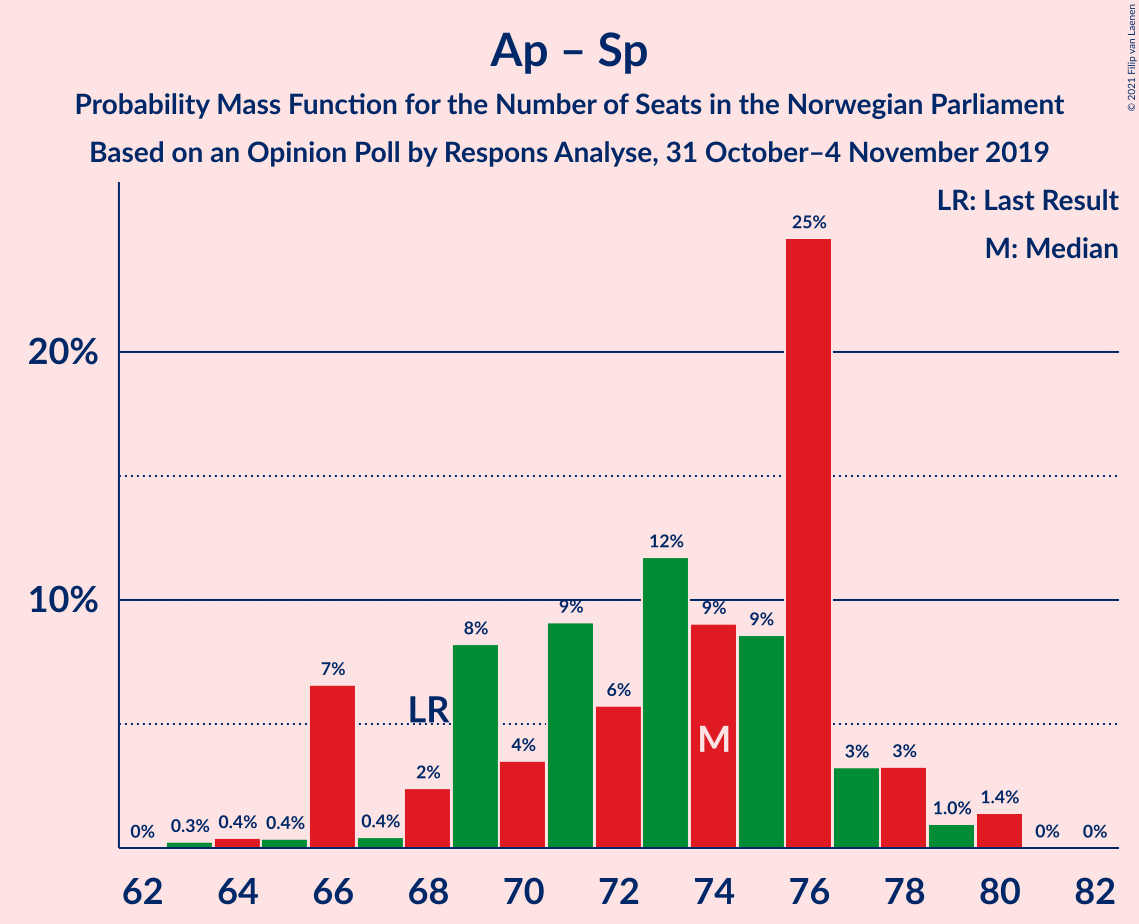 Ap – Sp
Probability Mass Function for the Number of Seats in the Norwegian Parliament
Based on an Opinion Poll by Respons Analyse, 31 October–4 November 2019
© 2021 Filip van Laenen
LR: Last Result
M: Median
20%
10%
0%
0.3%
0.4%
0.4%
7%
0.4%
2%
8%
4%
9%
6%
12%
9%
9%
25%
3%
3%
1.0%
1.4%
0%
0%
LR
M
62 64 66 68 70 72 74 76 78 80 82